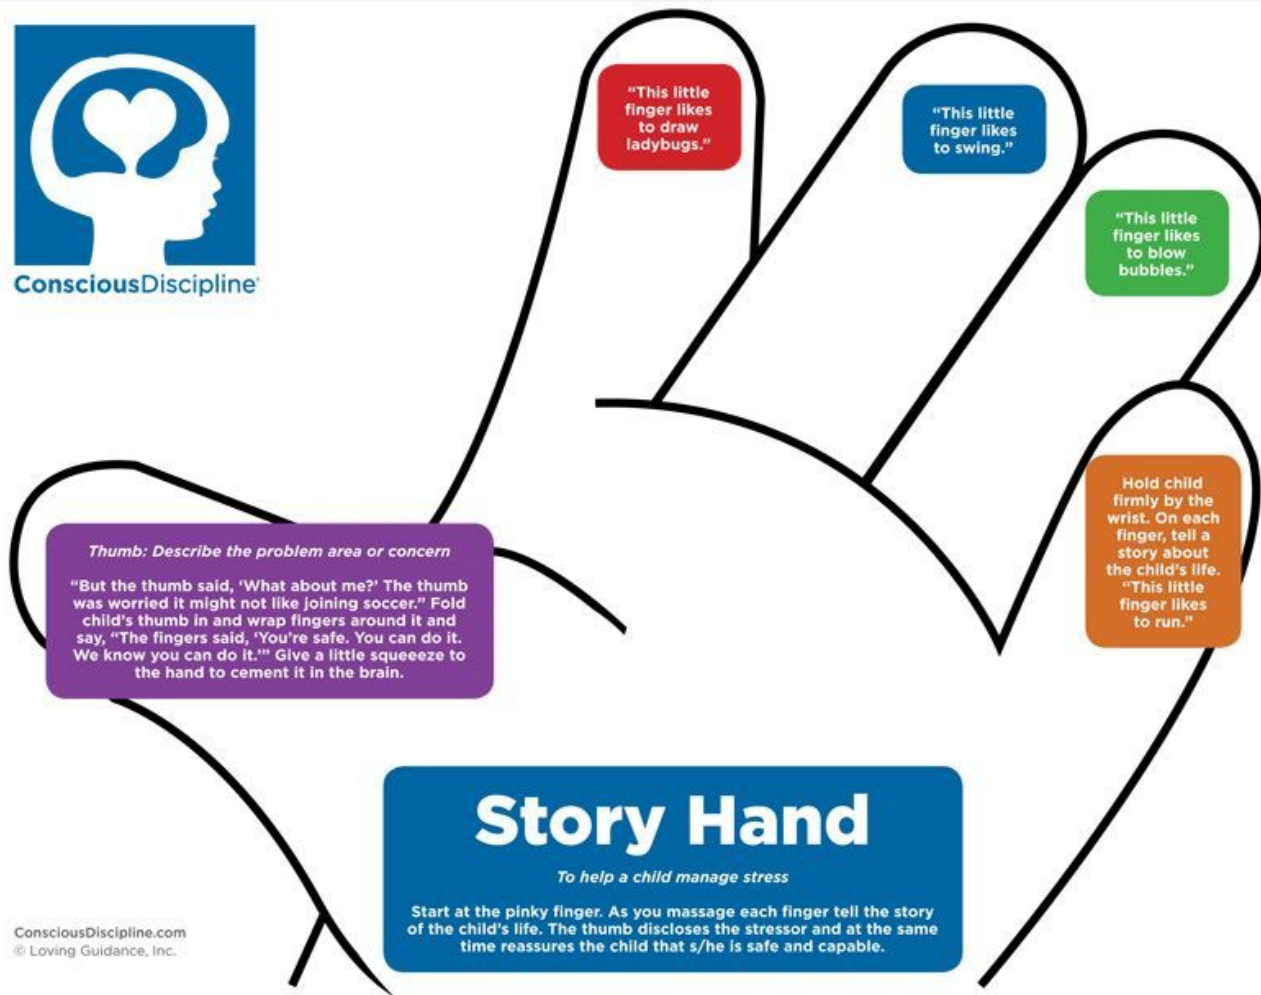 ConsciousDiscipline®
"This little
finger likes
to draw
ladybugs."
"This little
finger likes
to swing."
"This little
finger likes
to blow
bubbles."
Hold child
firmly by the
wrist. On each
finger, tell a
story about
the child's life.
"This little
finger likes
to run."
Thumb: Describe the problem area or concern
"But the thumb said, 'What about me?' The thumb
was worried it might not like joining soccer." Fold
child's thumb in and wrap fingers around it and
say, "The fingers said, 'You're safe. You can do it.
We know you can do it.'" Give a little squeeeze to
the hand to cement it in the brain.
Story Hand
To help a child manage stress
Start at the pinky finger. As you massage each finger tell the story
of the child's life. The thumb discloses the stressor and at the same
time reassures the child that s/he is safe and capable.
ConsciousDiscipline.com
© Loving Guidance, Inc.